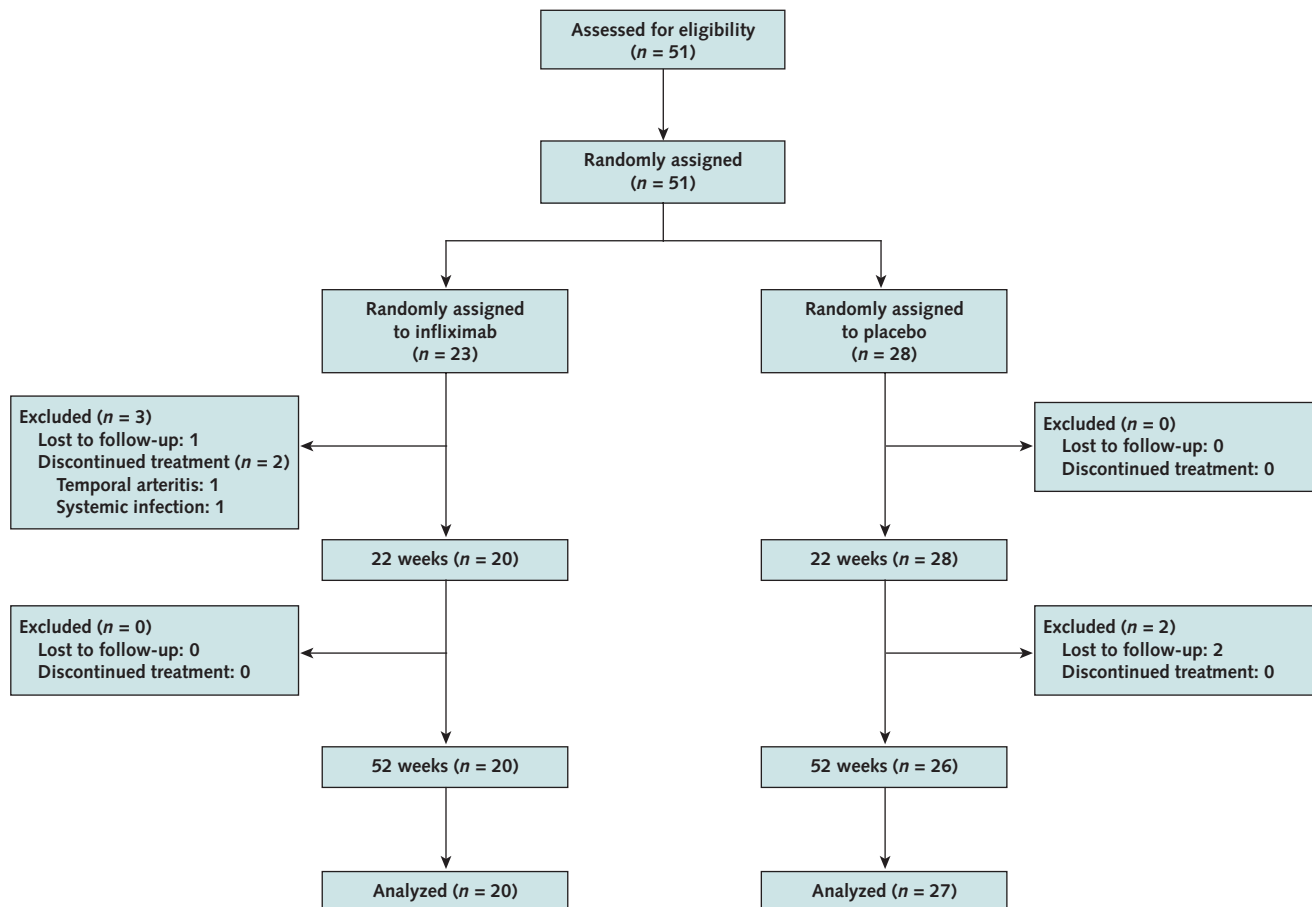 Assessed for eligibility
(n = 51)
Randomly assigned
(n = 51)
Randomly assigned
to infliximab
(n = 23)
Randomly assigned
to placebo
(n = 28)
Excluded (n = 3)
Lost to follow-up: 1
Discontinued treatment (n = 2)
Temporal arteritis: 1
Systemic infection: 1
Excluded (n = 0)
Lost to follow-up: 0
Discontinued treatment: 0
22 weeks (n = 20)
22 weeks (n = 28)
Excluded (n = 0)
Lost to follow-up: 0
Discontinued treatment: 0
Excluded (n = 2)
Lost to follow-up: 2
Discontinued treatment: 0
52 weeks (n = 20)
52 weeks (n = 26)
Analyzed (n = 20)
Analyzed (n = 27)